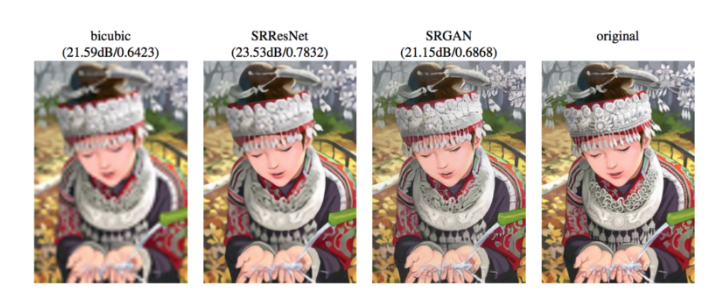 bicubic
(21.59dB/0.6423)
SRResNet
(23.53dB/0.7832)
SRGAN
(21.15dB/0.6868)
original